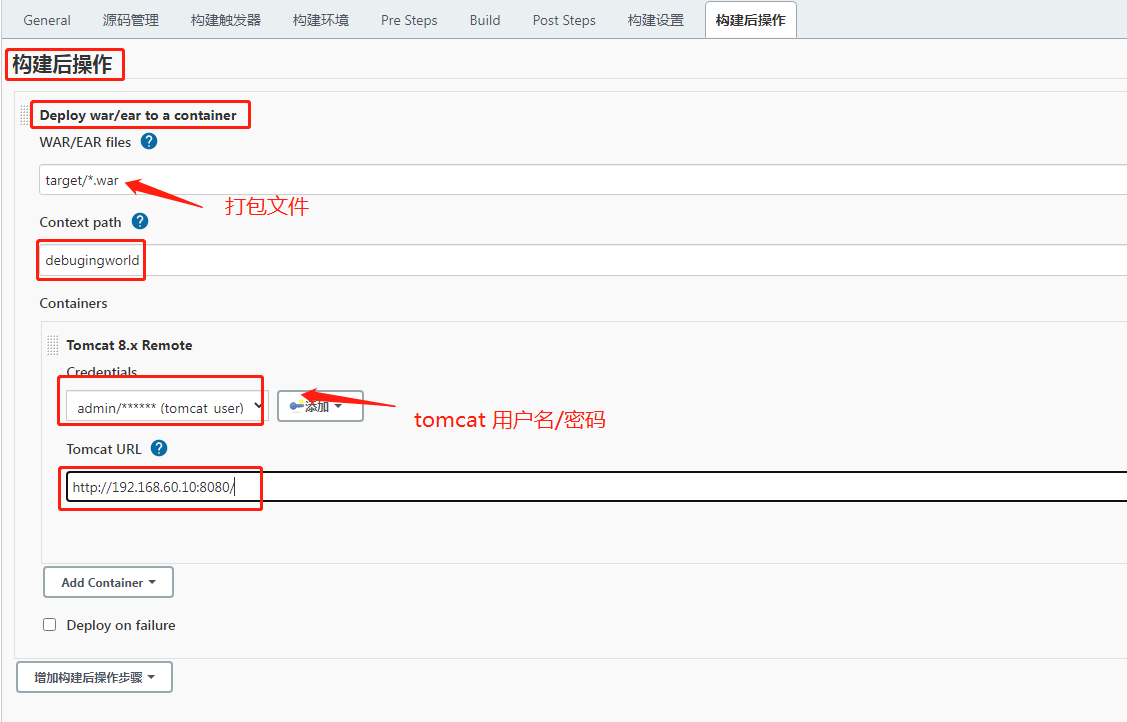 General 源码管理 构建触发器 构建环境 Pre Steps Build Post Steps 构建设置 构建后操作
构建后操作
Deploy war/ear to a container
WAR/EAR files ?
target/*.war
打包文件
Context path ?
debugingworld
Containers
Tomcat 8.x Remote
Credentials
admin/****** (tomcat user) 添加
tomcat 用户名/密码
Tomcat URL ?
http://192.168.60.10:8080/
Add Container
Deploy on failure
增加构建后操作步骤